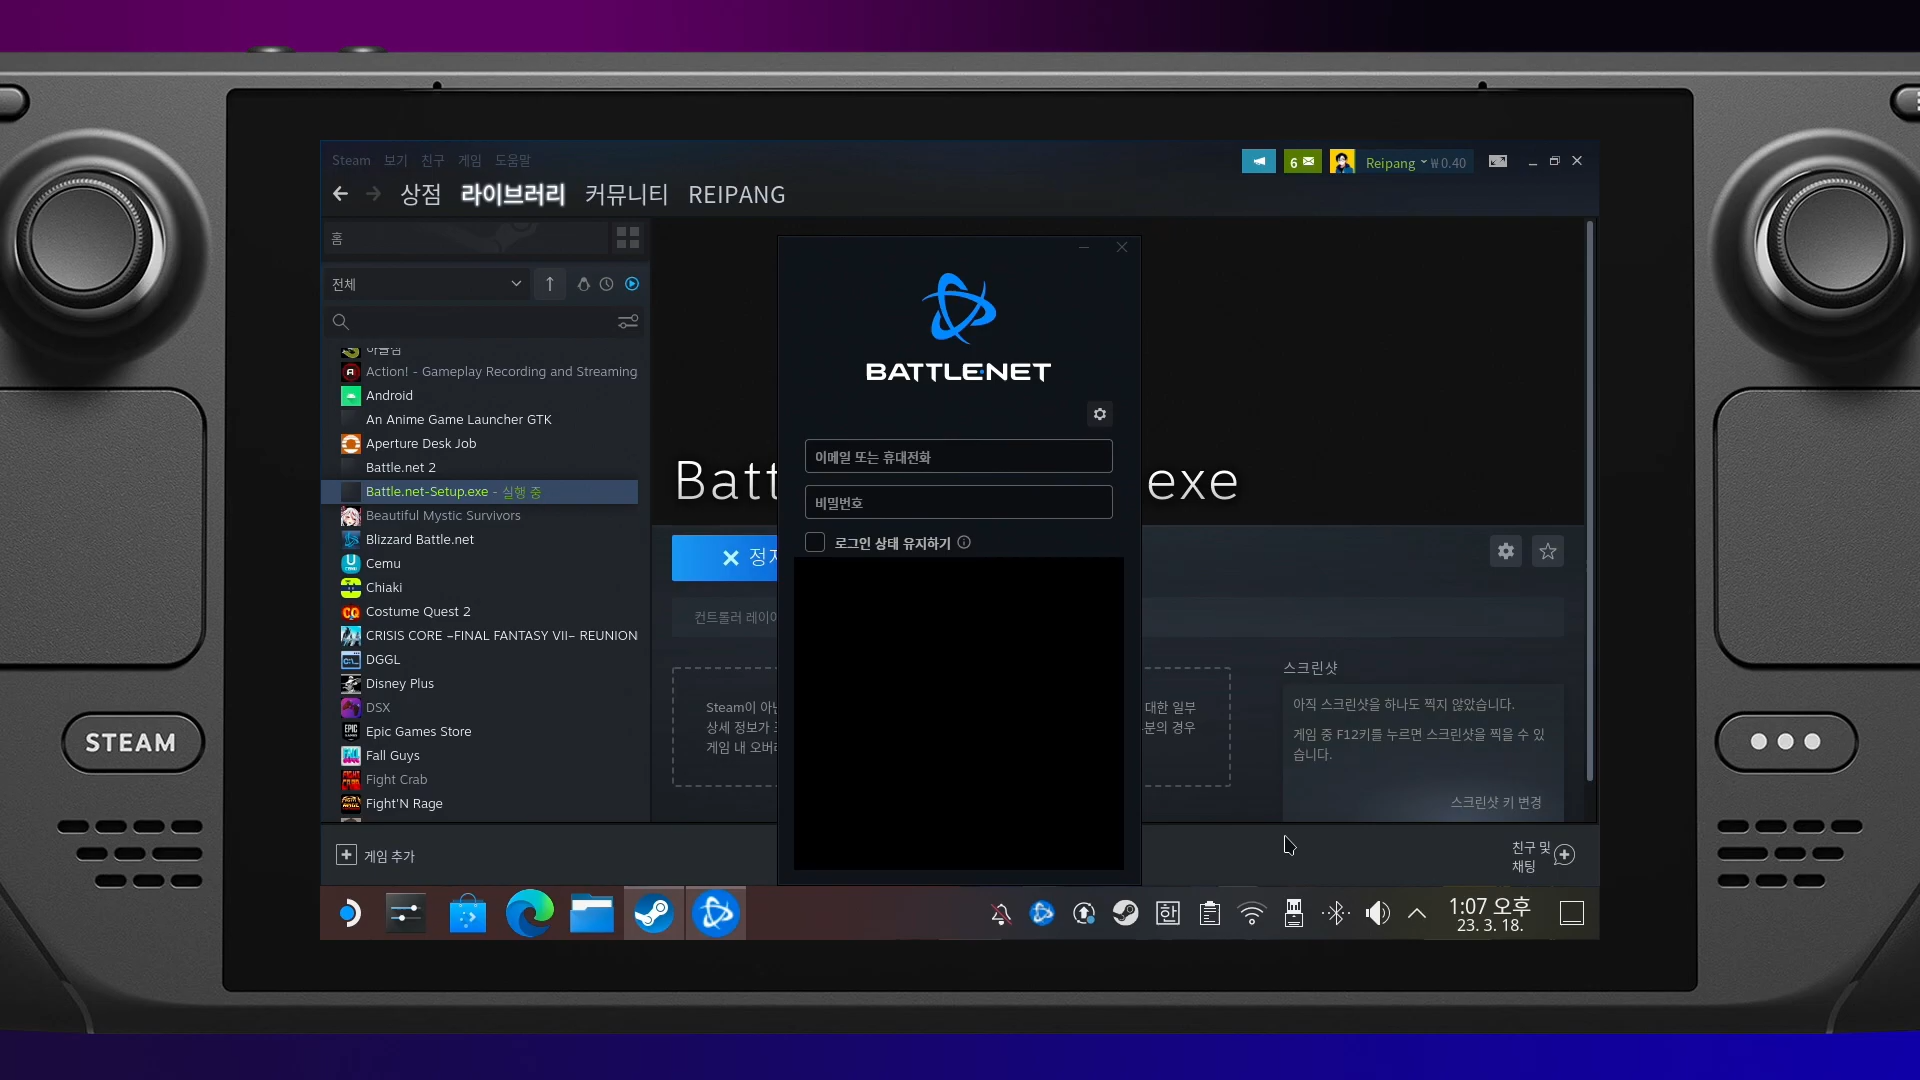 Steam 보기 친구 게임 도움말
6
Reipang ₩ 0.40
상점 라이브러리 커뮤니티 REIPANG
홈
전체
Action! - Gameplay Recording and Streaming
Android
An Anime Game Launcher GTK
Aperture Desk Job
Battle.net 2
Battle.net-Setup.exe - 실행 중
Beautiful Mystic Survivors
Blizzard Battle.net
Cemu
Chiaki
Costume Quest 2
CRISIS CORE –FINAL FANTASY VII– REUNION
DGGL
Disney Plus
DSX
Epic Games Store
Fall Guys
Fight Crab
Fight'N Rage
게임 추가
Batt
exe
정지
컨트롤러 레이아
Steam이 아닌
상세 정보가
게임 내 오버
대한 일부
분의 경우
BATTLE.NET
이메일 또는 휴대전화
비밀번호
로그인 상태 유지하기
스크린샷
아직 스크린샷을 하나도 찍지 않았습니다.
게임 중 F12키를 누르면 스크린샷을 찍을 수 있
습니다.
스크린샷 키 변경
친구 및
채팅
한
1:07 오후
23. 3. 18.
STEAM